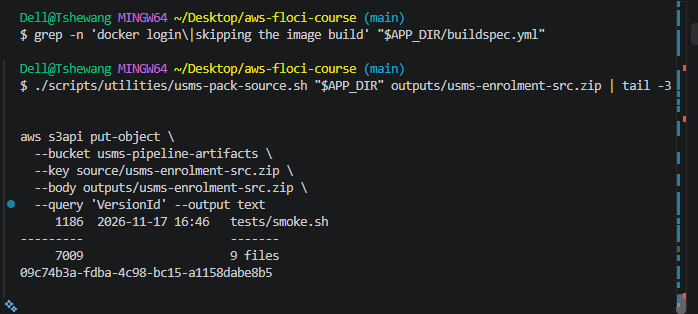 Dell@Tshewang MINGW64 ~/Desktop/aws-floci-course (main)
$ grep -n 'docker login\|skipping the image build' "$APP_DIR/buildspec.yml"
Dell@Tshewang MINGW64 ~/Desktop/aws-floci-course (main)
$ ./scripts/utilities/usms-pack-source.sh "$APP_DIR" outputs/usms-enrolment-src.zip | tail -3
aws s3api put-object \
--bucket usms-pipeline-artifacts \
--key source/usms-enrolment-src.zip \
--body outputs/usms-enrolment-src.zip \
--query 'VersionId' --output text
1186 2026-11-17 16:46 tests/smoke.sh
--------- -------
7009 9 files
09c74b3a-fdba-4c98-bc15-a1158dabe8b5